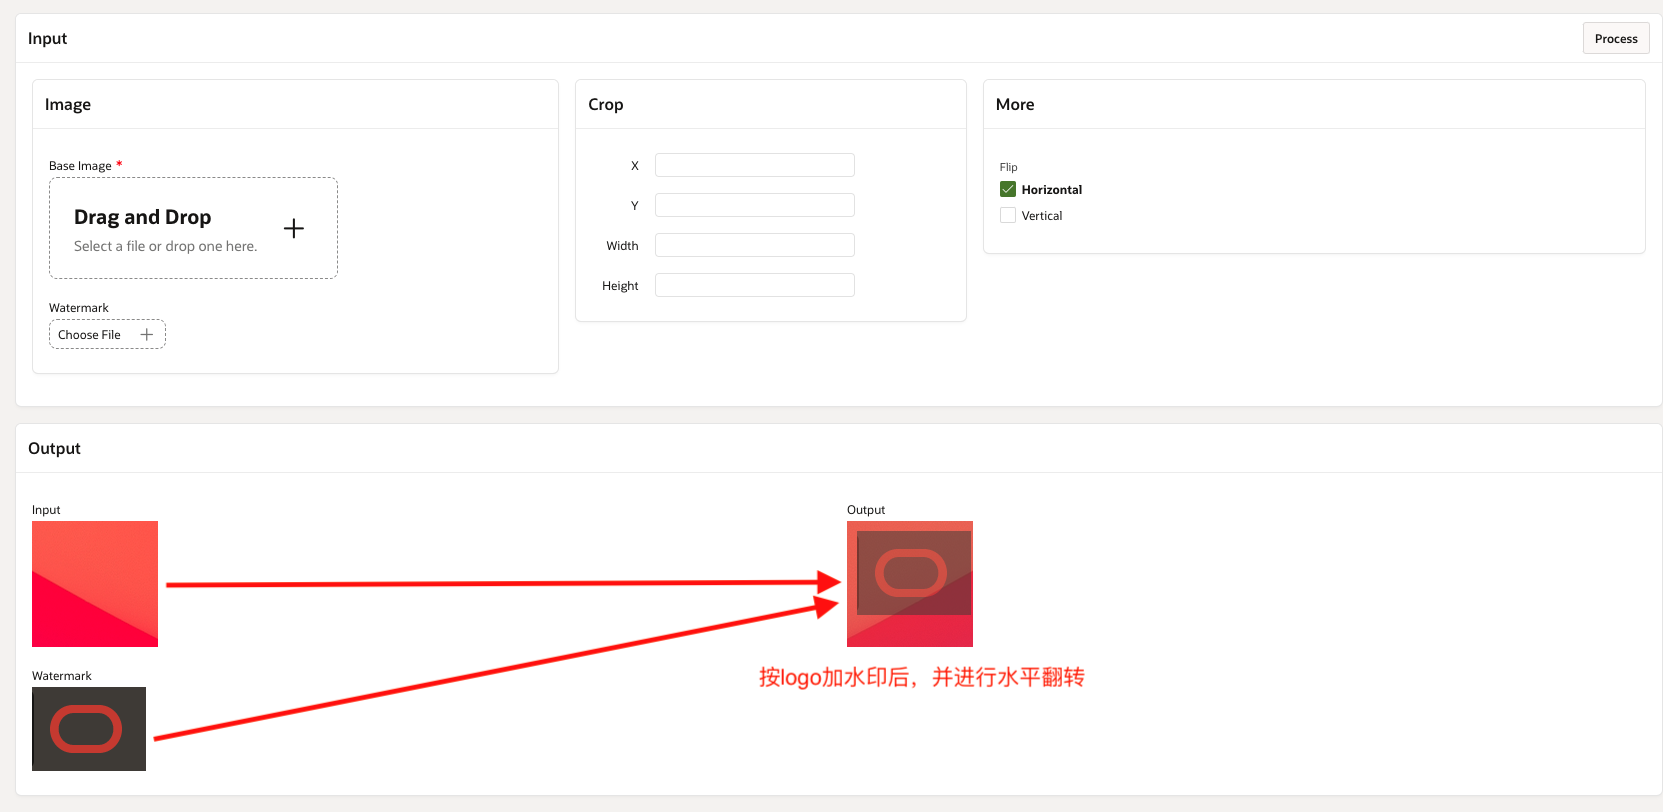 Input
Process
Image
Crop
More
Base Image *
Drag and Drop
Select a file or drop one here.
Watermark
Choose File
X
Y
Width
Height
Flip
Horizontal
Vertical
Output
Input
Output
按logo加水印后，并进行水平翻转
Watermark